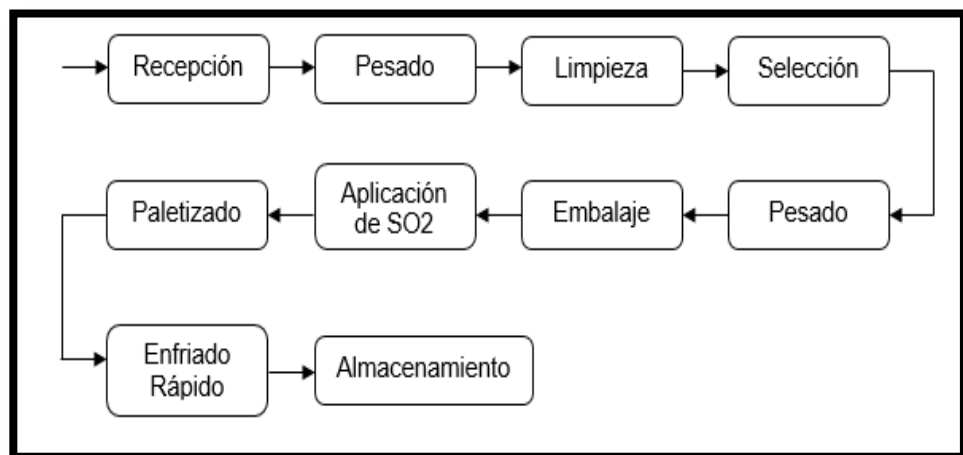 Recepción
Pesado
Limpieza
Selección
Paletizado
Aplicación
de SO2
Embalaje
Pesado
Enfriado
Rápido
Almacenamiento